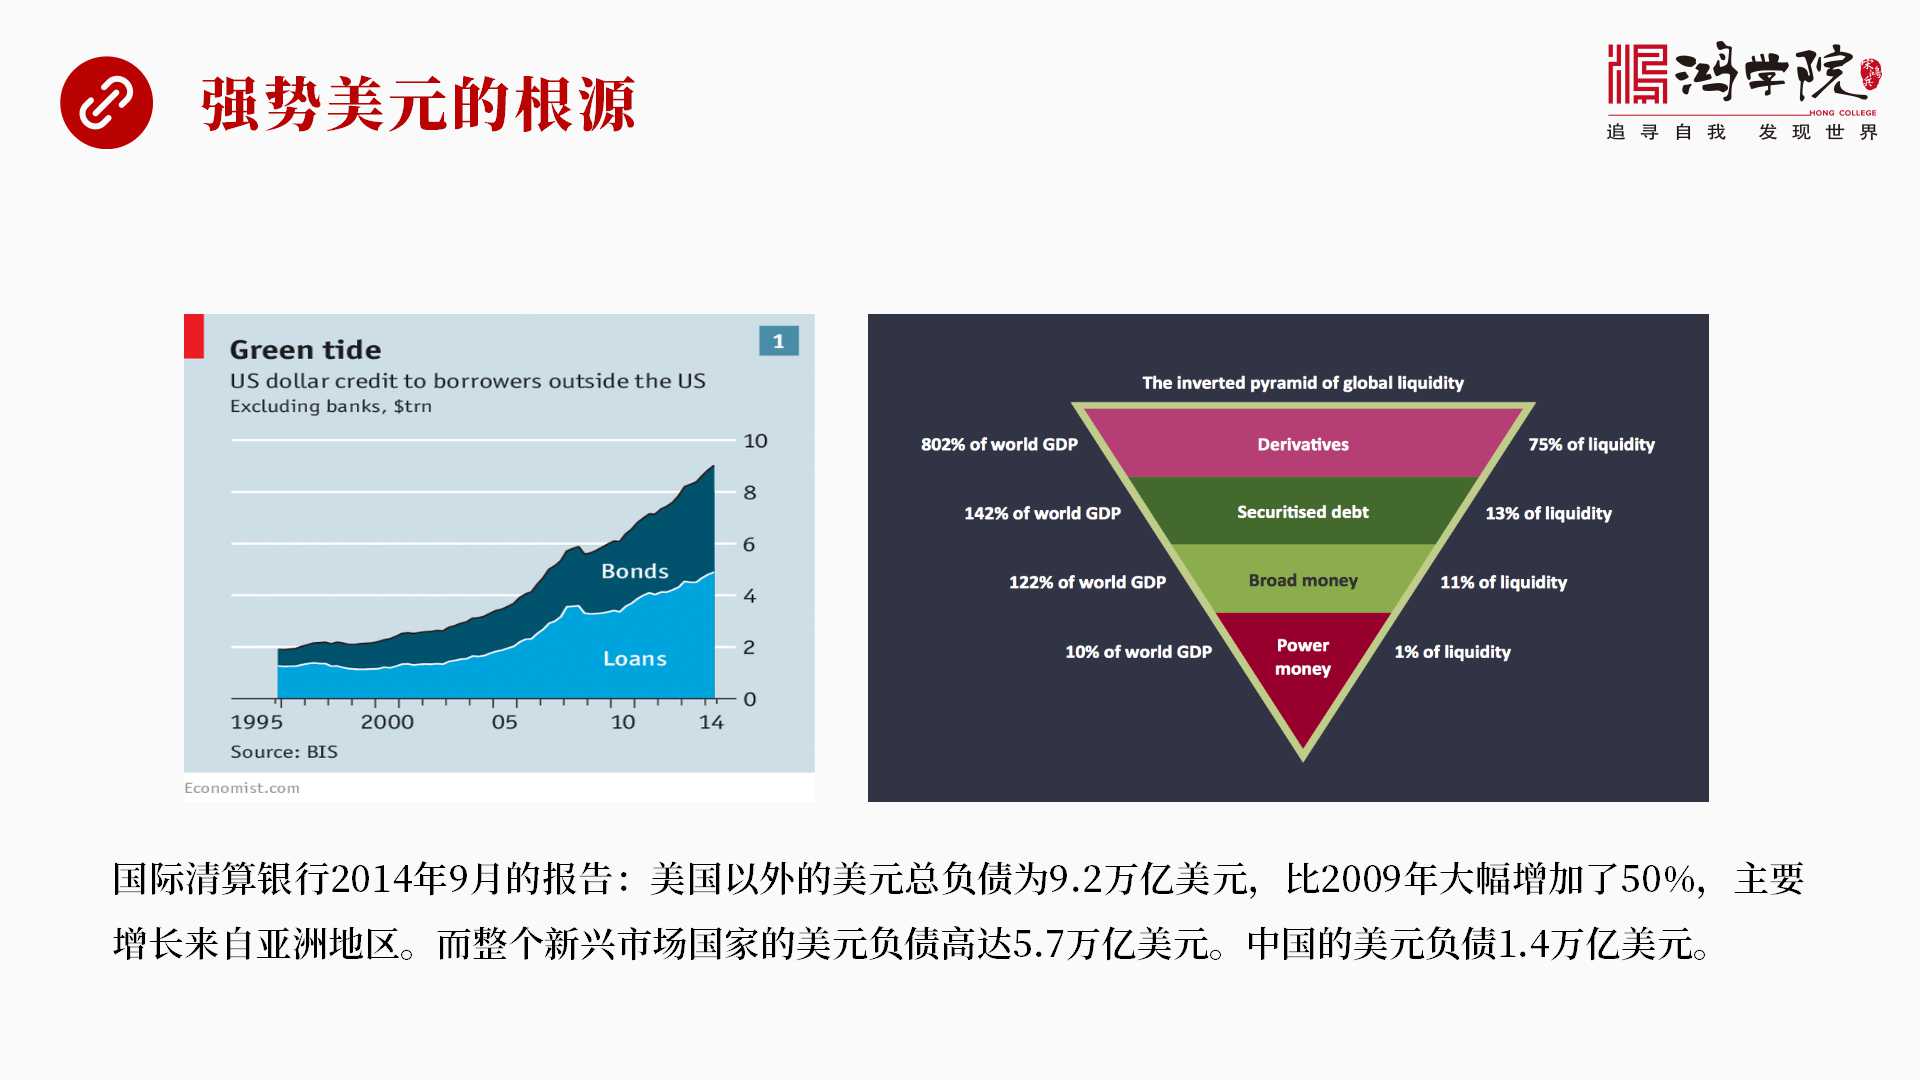 强势美元的根源
鸿学院
宋鸿兵
HONG COLLEGE
追寻自我 发现世界
Green tide
1
US dollar credit to borrowers outside the US
Excluding banks, $trn
10
8
6
4
2
0
Bonds
Loans
1995 2000 05 10 14
Source: BIS
Economist.com
The inverted pyramid of global liquidity
802% of world GDP Derivatives 75% of liquidity
142% of world GDP Securitised debt 13% of liquidity
122% of world GDP Broad money 11% of liquidity
10% of world GDP Power money 1% of liquidity
国际清算银行2014年9月的报告：美国以外的美元总负债为9.2万亿美元，比2009年大幅增加了50%，主要
增长来自亚洲地区。而整个新兴市场国家的美元负债高达5.7万亿美元。中国的美元负债1.4万亿美元。